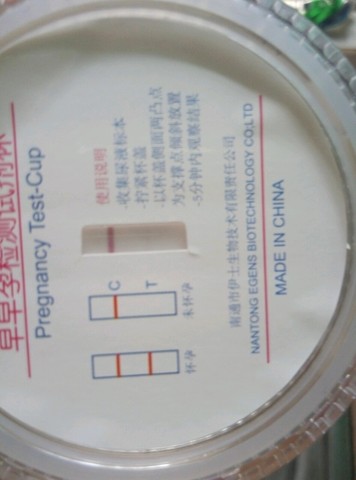 早早孕检测试剂杯
Pregnancy Test-Cup
使用说明
·收集尿液标本
·拧紧杯盖
·以杯盖侧面两凸点
为支撑点倾斜放置
·5分钟内观察结果
C T
未怀孕
怀孕
南通市伊士生物技术有限责任公司
NANTONG EGENS BIOTECHNOLOGY CO.,LTD
MADE IN CHINA